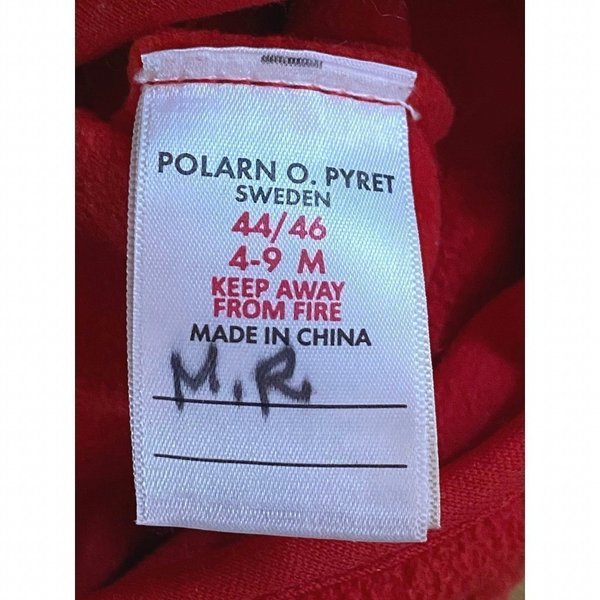 POLARN O. PYRET
SWEDEN
44/46
4-9 M
KEEP AWAY
FROM FIRE
MADE IN CHINA
M.R.